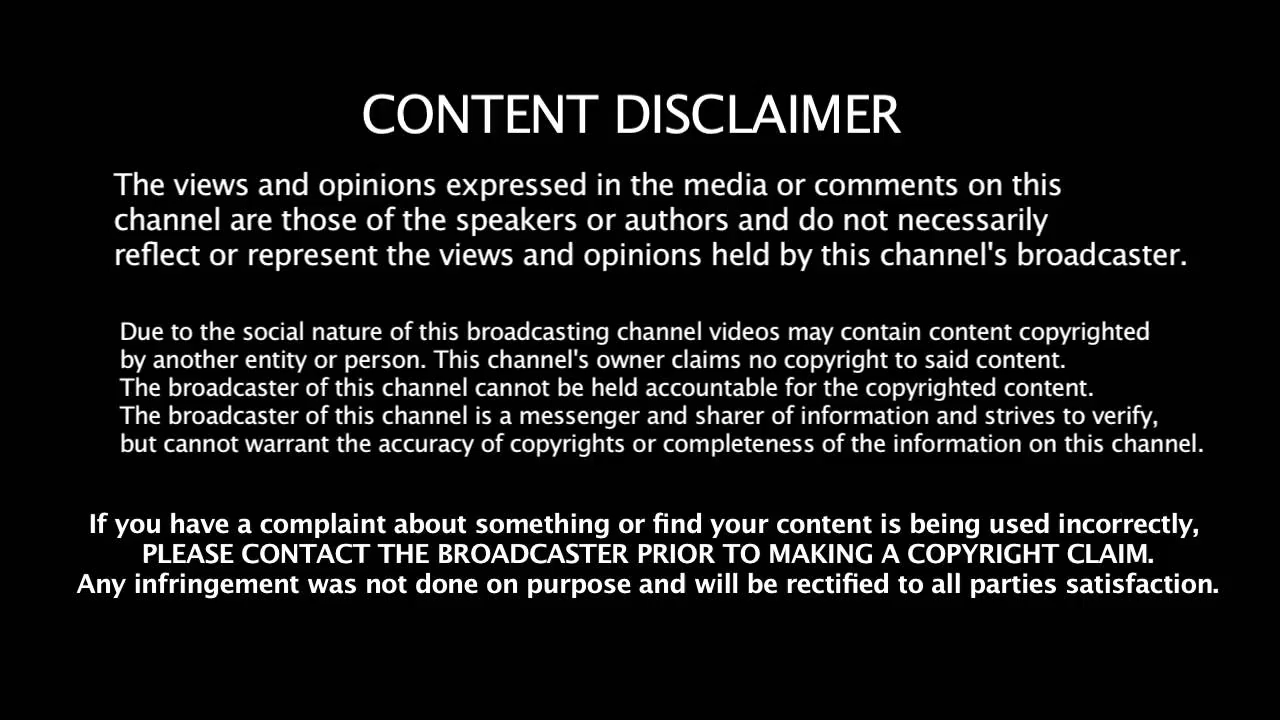 CONTENT DISCLAIMER
The views and opinions expressed in the media or comments on this
channel are those of the speakers or authors and do not necessarily
reflect or represent the views and opinions held by this channel's broadcaster.
Due to the social nature of this broadcasting channel videos may contain content copyrighted
by another entity or person. This channel's owner claims no copyright to said content.
The broadcaster of this channel cannot be held accountable for the copyrighted content.
The broadcaster of this channel is a messenger and sharer of information and strives to verify,
but cannot warrant the accuracy of copyrights or completeness of the information on this channel.
If you have a complaint about something or find your content is being used incorrectly,
PLEASE CONTACT THE BROADCASTER PRIOR TO MAKING A COPYRIGHT CLAIM.
Any infringement was not done on purpose and will be rectified to all parties satisfaction.